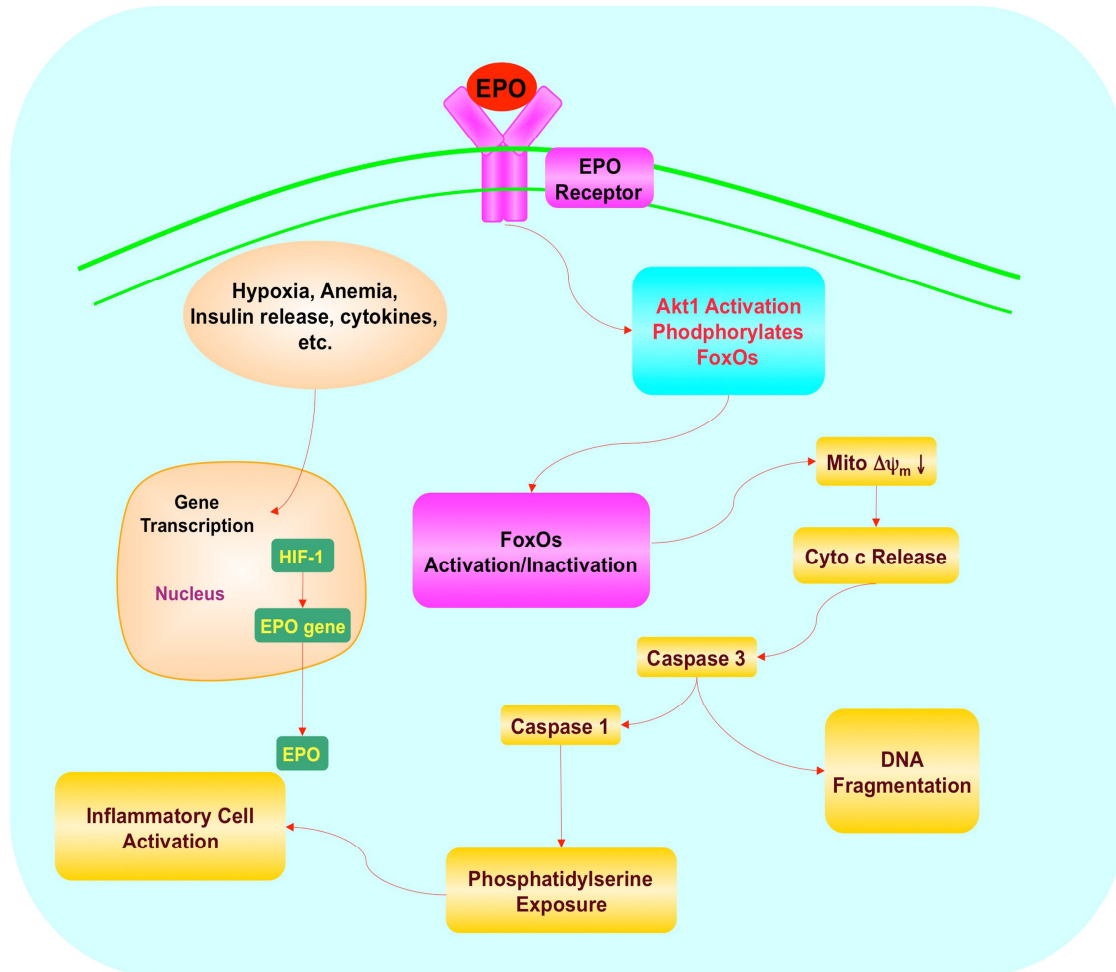 EPO
EPO
Receptor
Hypoxia, Anemia,
Insulin release, cytokines,
etc.
Akt1 Activation
Phodphorylates
FoxOs
Mito Δψm ↓
Gene
Transcription
FoxOs
Activation/Inactivation
HIF-1
Cyto c Release
Nucleus
EPO gene
Caspase 3
Caspase 1
EPO
DNA
Fragmentation
Inflammatory Cell
Activation
Phosphatidylserine
Exposure